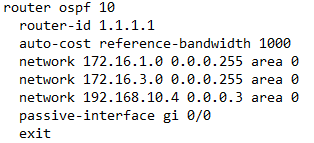 router ospf 10
router-id 1.1.1.1
auto-cost reference-bandwidth 1000
network 172.16.1.0 0.0.0.255 area 0
network 172.16.3.0 0.0.0.255 area 0
network 192.168.10.4 0.0.0.3 area 0
passive-interface gi 0/0
exit